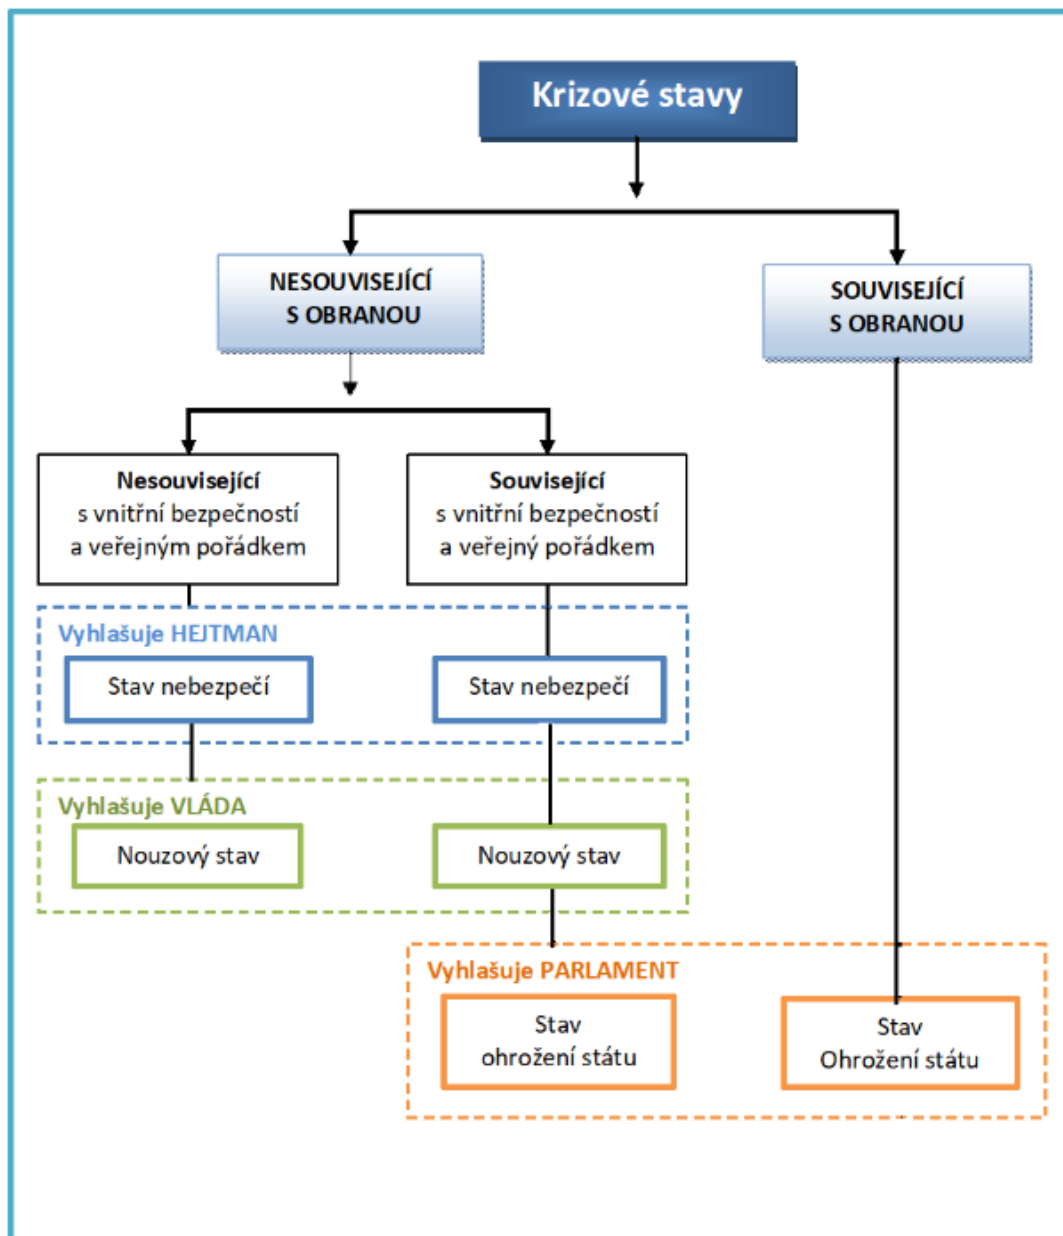 Krizové stavy
NESOUVISEJÍCÍ
S OBRANOU
SOUVISEJÍCÍ
S OBRANOU
Nesouvisející
s vnitřní bezpečností
a veřejným pořádkem
Související
s vnitřní bezpečností
a veřejný pořádkem
Vyhlašuje HEJTMAN
Stav nebezpečí
Stav nebezpečí
Vyhlašuje VLÁDA
Nouzový stav
Nouzový stav
Vyhlašuje PARLAMENT
Stav
ohrožení státu
Stav
Ohrožení státu